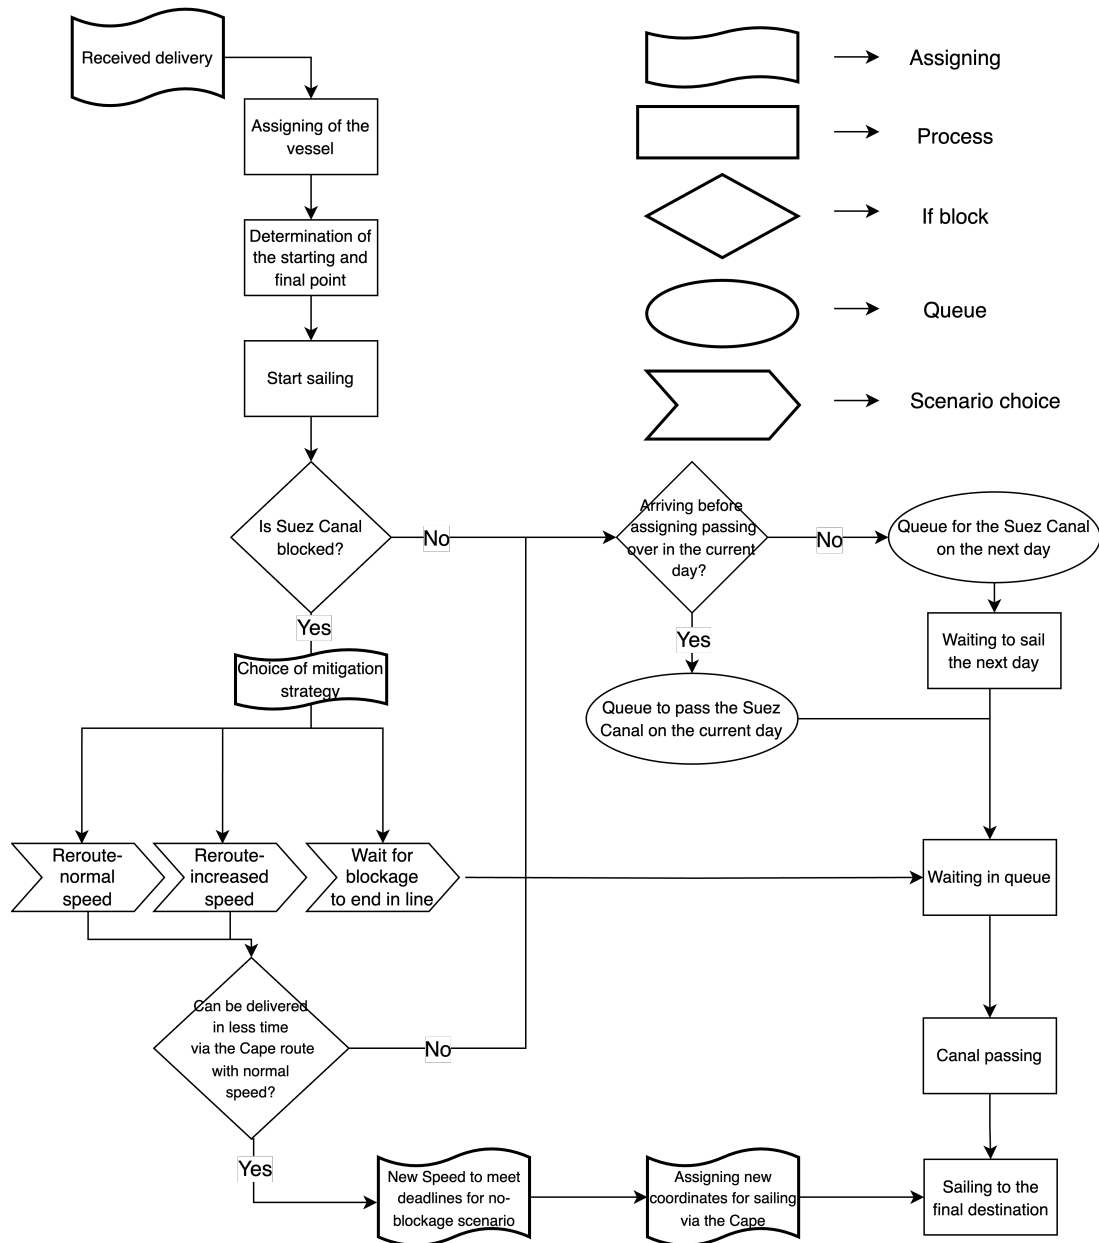 Received delivery
Assigning of the
vessel
Determination of
the starting and
final point
Start sailing
Assigning
Process
If block
Queue
Scenario choice
Is Suez Canal
blocked?
No
Arriving before
assigning passing
over in the current
day?
No
Queue for the Suez Canal
on the next day
Yes
Choice of mitigation
strategy
Yes
Waiting to sail
the next day
Queue to pass the Suez
Canal on the current day
Reroute-
normal
speed
Reroute-
increased
speed
Wait for
blockage
to end in line
Waiting in queue
Can be delivered
in less time
via the Cape route
with normal
speed?
No
Canal passing
Yes
New Speed to meet
deadlines for no-
blockage scenario
Assigning new
coordinates for sailing
via the Cape
Sailing to the
final destination